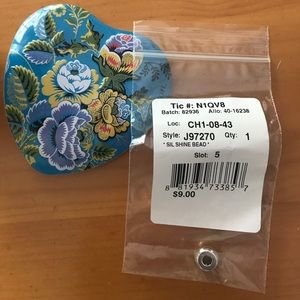 Tic #: N1QV8
Batch: 82936 Allo: 40-16238
Loc: CH1-08-43
Style: J97270 Qty: 1
* SIL SHINE BEAD *
Slot: 5
8 81934 73385 7
$9.00